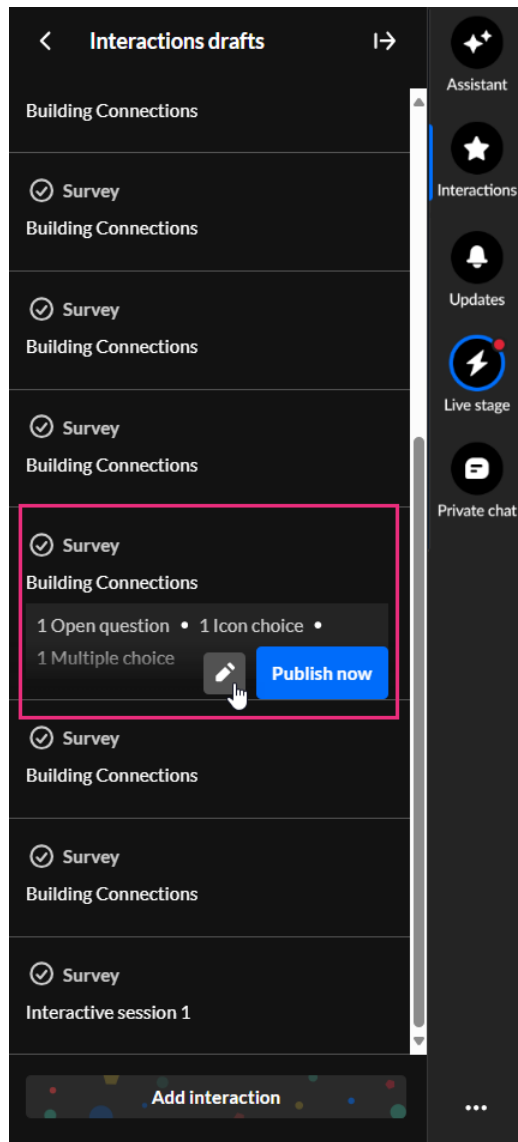 Interactions drafts
Building Connections
Survey
Building Connections
Survey
Building Connections
Survey
Building Connections
Survey
Building Connections
1 Open question • 1 Icon choice •
1 Multiple choice
Publish now
Survey
Building Connections
Survey
Building Connections
Survey
Interactive session 1
Add interaction
Assistant
Interactions
Updates
Live stage
Private chat